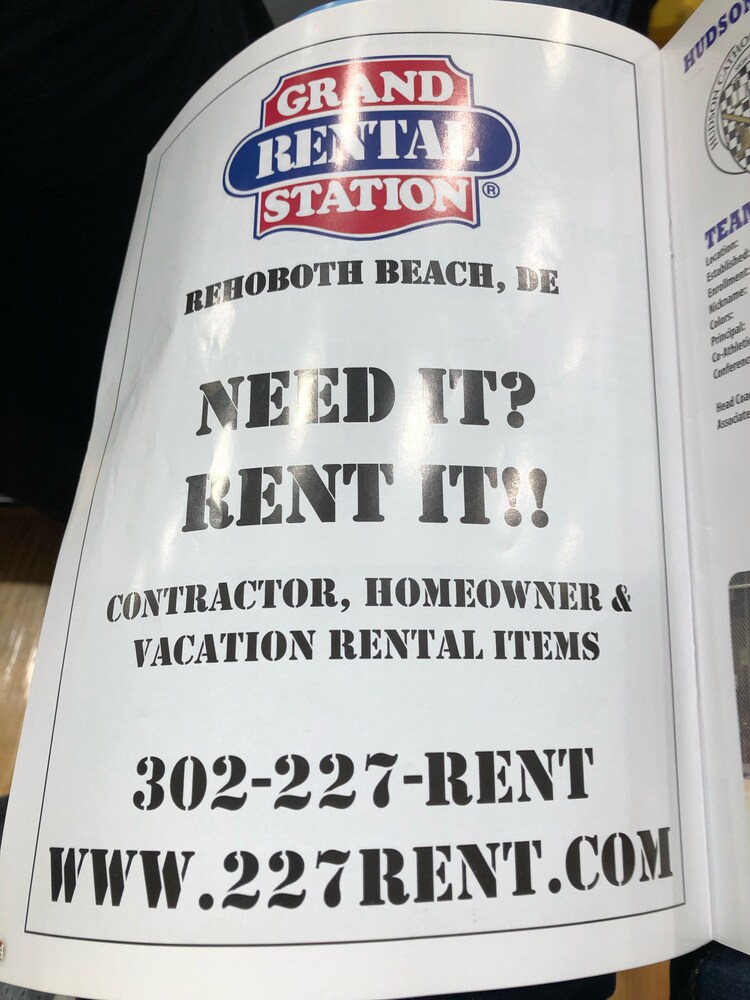 GRAND
RENTAL
STATION®
REHOBOTH BEACH, DE
NEED IT?
RENT IT!!
CONTRACTOR, HOMEOWNER &
VACATION RENTAL ITEMS
302-227-RENT
WWW.227RENT.COM
HUDSON
TEAM
Location:
Established:
Enrollment:
Nickname:
Colors:
Principal:
Co-Athletic
Conference
Head Coa
Associate